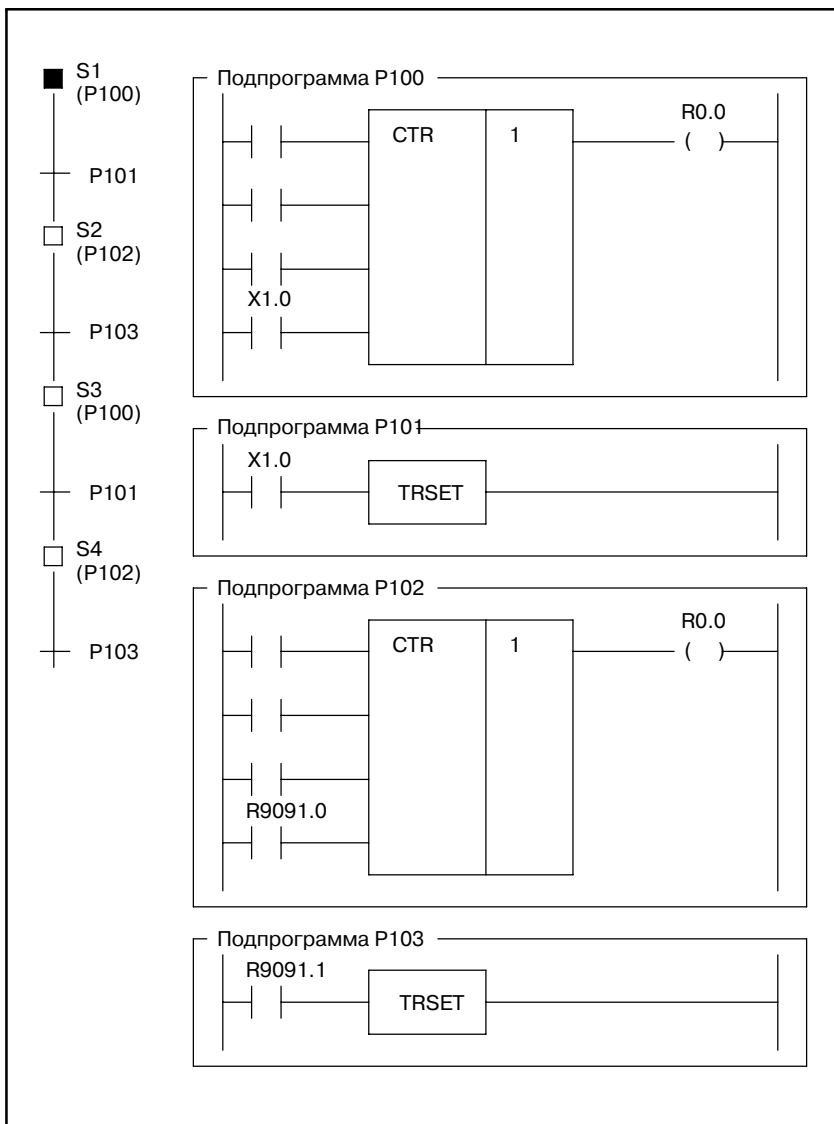 S1
(P100)
P101
S2
(P102)
P103
S3
(P100)
P101
S4
(P102)
P103
Подпрограмма P100
CTR 1
R0.0
( )
X1.0
Подпрограмма P101
X1.0
TRSET
Подпрограмма P102
CTR 1
R0.0
( )
R9091.0
Подпрограмма P103
R9091.1
TRSET